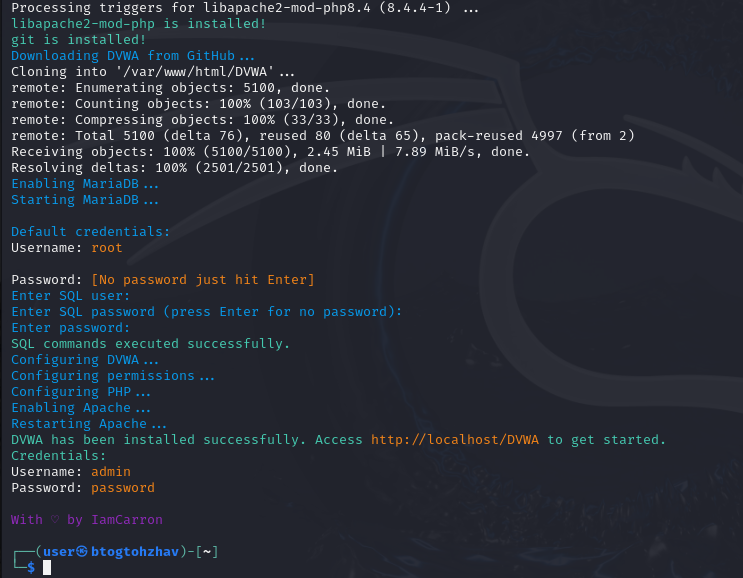 Processing triggers for libapache2-mod-php8.4 (8.4.4-1) ...
libapache2-mod-php is installed!
git is installed!
Downloading DVWA from GitHub...
Cloning into '/var/www/html/DVWA'...
remote: Enumerating objects: 5100, done.
remote: Counting objects: 100% (103/103), done.
remote: Compressing objects: 100% (33/33), done.
remote: Total 5100 (delta 76), reused 80 (delta 65), pack-reused 4997 (from 2)
Receiving objects: 100% (5100/5100), 2.45 MiB | 7.89 MiB/s, done.
Resolving deltas: 100% (2501/2501), done.
Enabling MariaDB...
Starting MariaDB...
Default credentials:
Username: root
Password: [No password just hit Enter]
Enter SQL user:
Enter SQL password (press Enter for no password):
Enter password:
SQL commands executed successfully.
Configuring DVWA...
Configuring permissions...
Configuring PHP...
Enabling Apache...
Restarting Apache...
DVWA has been installed successfully. Access http://localhost/DVWA to get started.
Credentials:
Username: admin
Password: password
With ♡ by IamCarron
┌──(user㉿btogtohzhav)-[~]
└─$